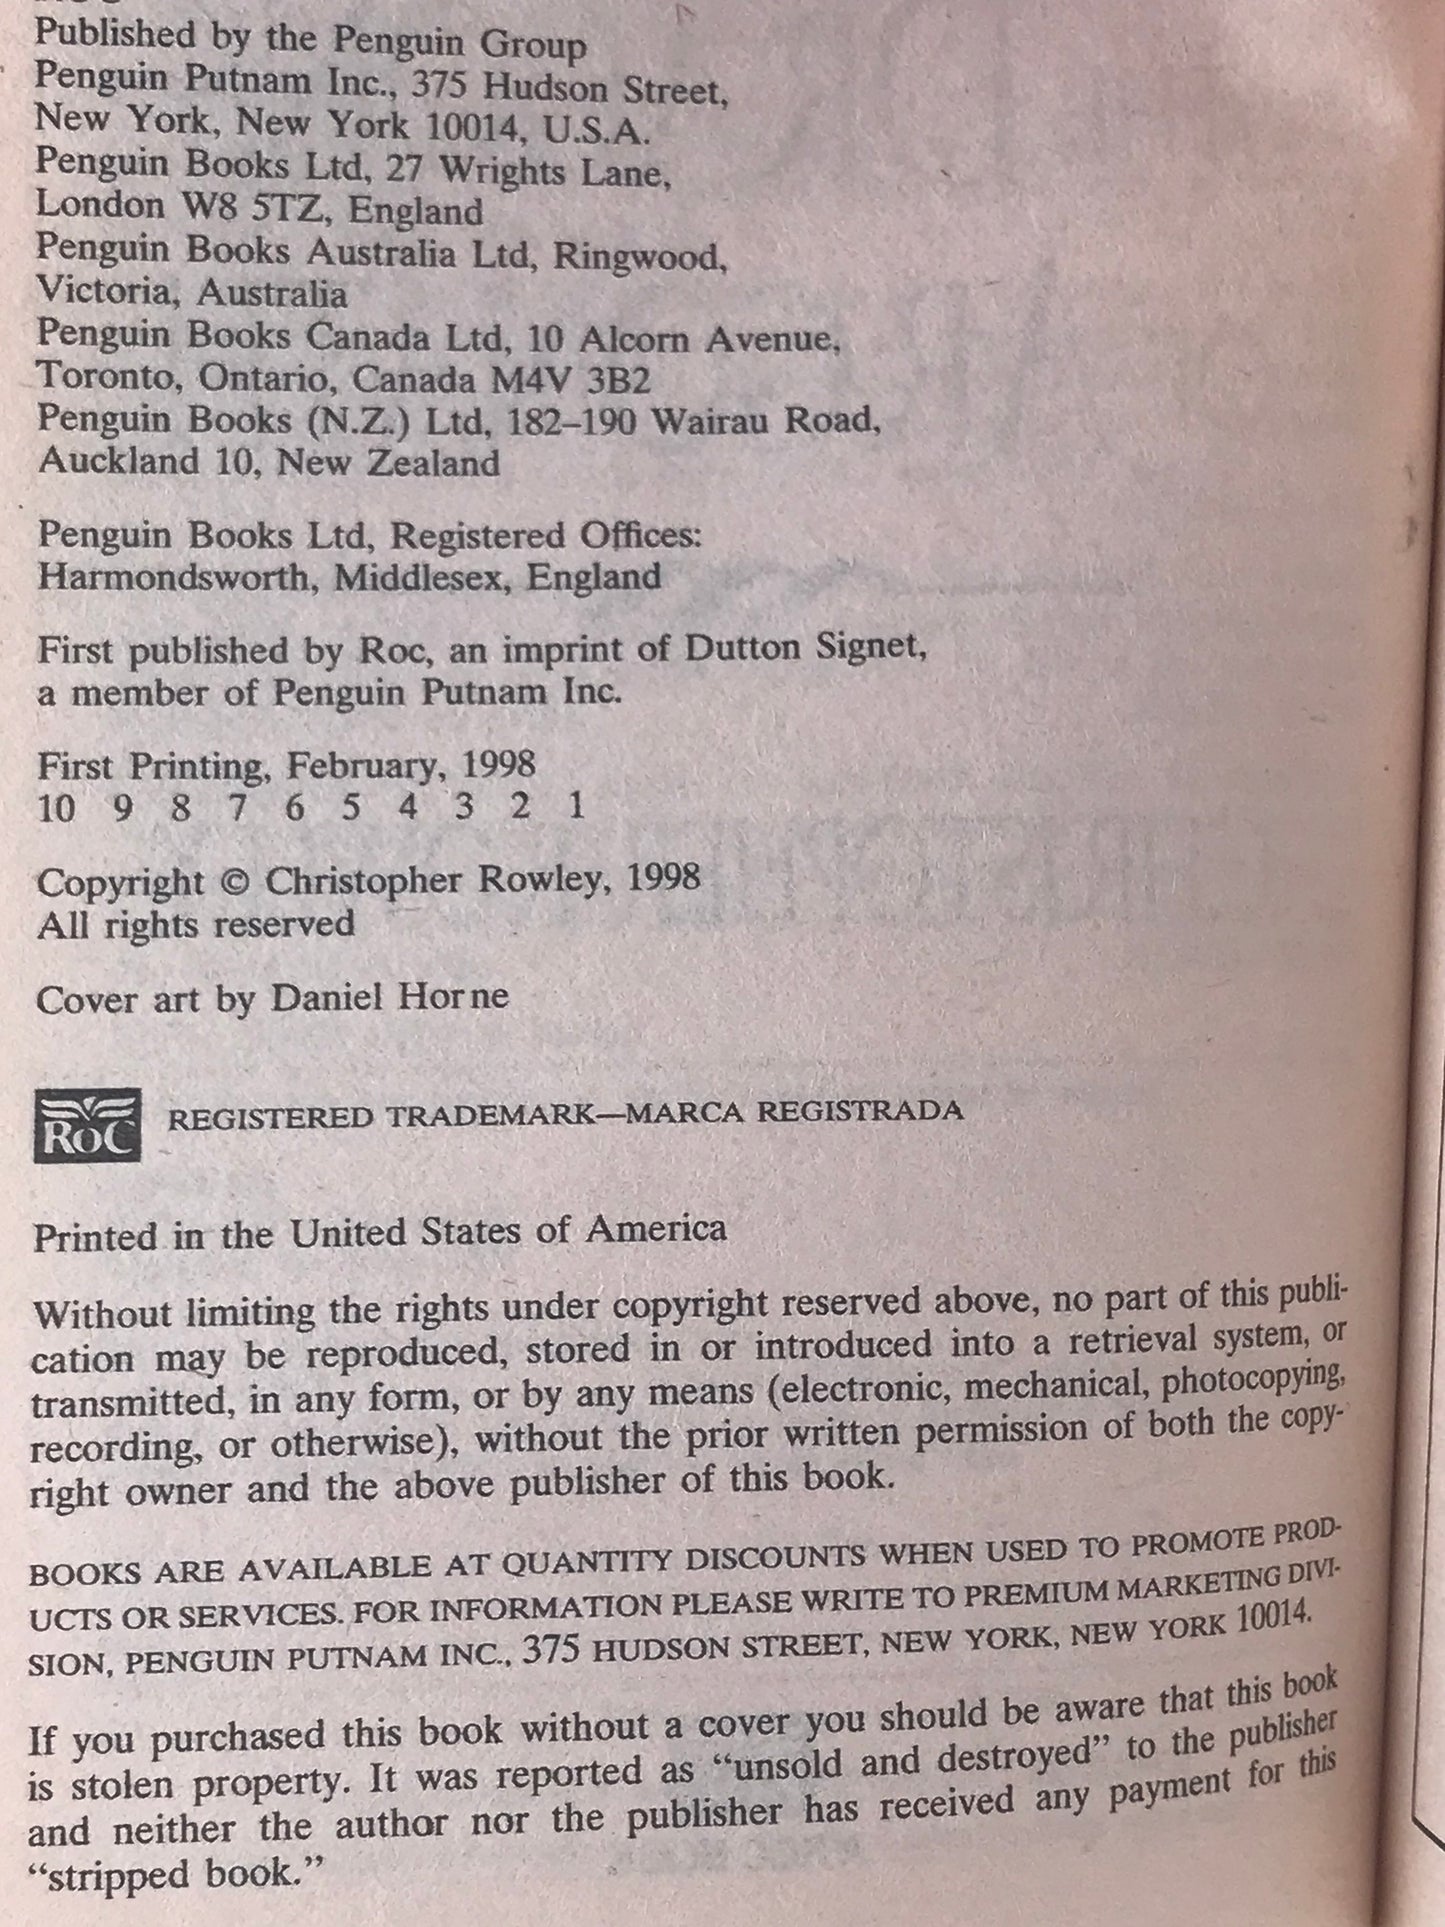 Published by the Penguin Group
Penguin Putnam Inc., 375 Hudson Street,
New York, New York 10014, U.S.A.
Penguin Books Ltd, 27 Wrights Lane,
London W8 5TZ, England
Penguin Books Australia Ltd, Ringwood,
Victoria, Australia
Penguin Books Canada Ltd, 10 Alcorn Avenue,
Toronto, Ontario, Canada M4V 3B2
Penguin Books (N.Z.) Ltd, 182–190 Wairau Road,
Auckland 10, New Zealand
Penguin Books Ltd, Registered Offices:
Harmondsworth, Middlesex, England
First published by Roc, an imprint of Dutton Signet,
a member of Penguin Putnam Inc.
First Printing, February, 1998
10 9 8 7 6 5 4 3 2 1
Copyright © Christopher Rowley, 1998
All rights reserved
Cover art by Daniel Horne
ROC REGISTERED TRADEMARK—MARCA REGISTRADA
Printed in the United States of America
Without limiting the rights under copyright reserved above, no part of this publi-
cation may be reproduced, stored in or introduced into a retrieval system, or
transmitted, in any form, or by any means (electronic, mechanical, photocopying,
recording, or otherwise), without the prior written permission of both the copy-
right owner and the above publisher of this book.
BOOKS ARE AVAILABLE AT QUANTITY DISCOUNTS WHEN USED TO PROMOTE PROD-
UCTS OR SERVICES. FOR INFORMATION PLEASE WRITE TO PREMIUM MARKETING DIVI-
SION, PENGUIN PUTNAM INC., 375 HUDSON STREET, NEW YORK, NEW YORK 10014.
If you purchased this book without a cover you should be aware that this book
is stolen property. It was reported as “unsold and destroyed” to the publisher
and neither the author nor the publisher has received any payment for this
“stripped book.”